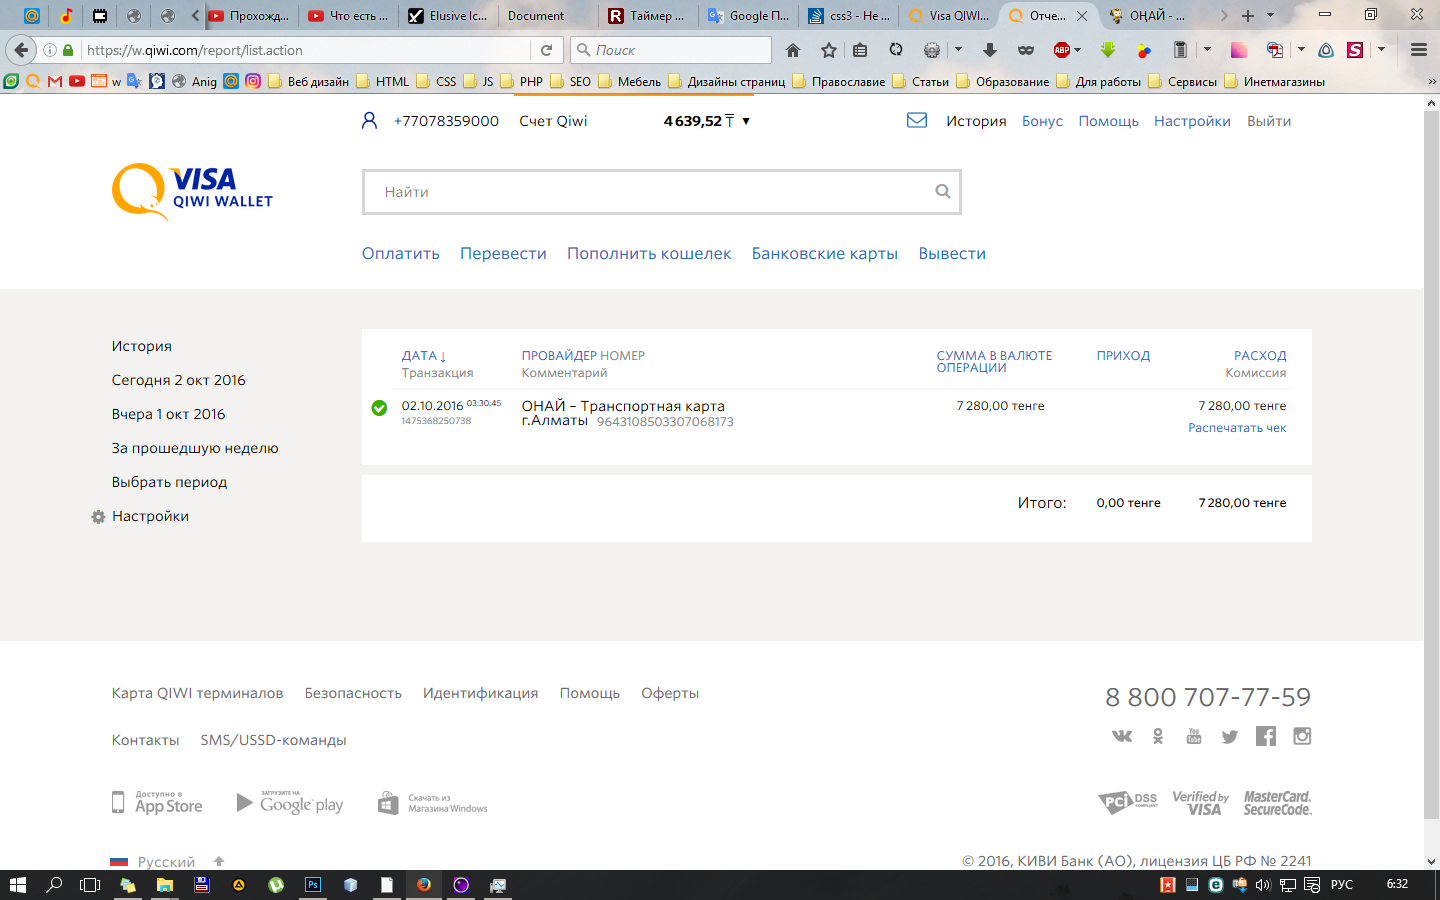 Прохожд...
Что есть ...
Elusive Ic...
Document
Таймер ...
Google П...
css3 - Не ...
Visa QIWI...
Отче...
ОҢАЙ - ...
https://w.qiwi.com/report/list.action
Поиск
w
Anig
Веб дизайн
HTML
CSS
JS
PHP
SEO
Мебель
Дизайны страниц
Православие
Статьи
Образование
Для работы
Сервисы
Инетмагазины
+77078359000 Счет Qiwi 4 639,52 ₸ ▼
История Бонус Помощь Настройки Выйти
VISA
QIWI WALLET
Найти
Оплатить Перевести Пополнить кошелек Банковские карты Вывести
История
Сегодня 2 окт 2016
Вчера 1 окт 2016
За прошедшую неделю
Выбрать период
Настройки
ДАТА ↓
Транзакция
ПРОВАЙДЕР НОМЕР
Комментарий
СУММА В ВАЛЮТЕ
ОПЕРАЦИИ
ПРИХОД
РАСХОД
Комиссия
02.10.2016 03:30:45
1475368250738
ОНАЙ – Транспортная карта
г.Алматы 9643108503307068173
7 280,00 тенге
7 280,00 тенге
Распечатать чек
Итого: 0,00 тенге 7 280,00 тенге
Карта QIWI терминалов Безопасность Идентификация Помощь Оферты
Контакты SMS/USSD-команды
8 800 707-77-59
You
Tube
Доступно в
App Store
ЗАГРУЗИТЕ НА
Google play
Скачать из
Магазина Windows
PCI DSS
COMPLIANT
Verified by
VISA
MasterCard.
SecureCode.
Русский
© 2016, КИВИ Банк (АО), лицензия ЦБ РФ № 2241
РУС
6:32